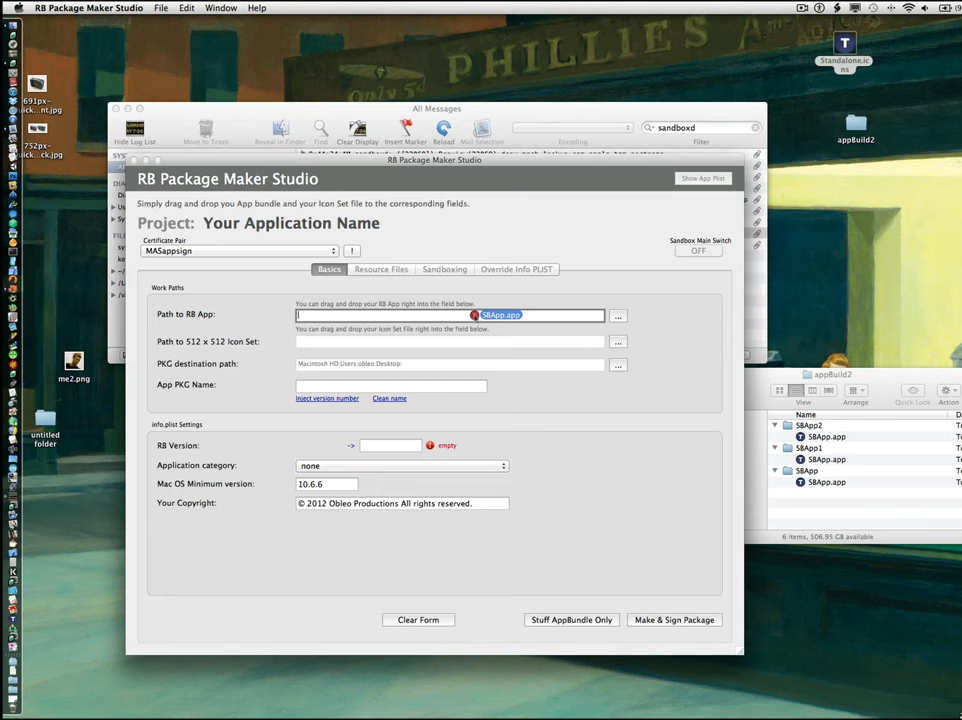 RB Package Maker Studio File Edit Window Help
PHILLIES
Only 5¢
Standalone.ic
ns
691px-
...nt.jpg
752px-
...ck.jpg
appBuild2
me2.png
untitled
folder
All Messages
sandboxd
Hide Log List Move to Trash Reveal in Finder Find Clear Display Insert Marker Reload Mail Selection Encoding Filter
RB Package Maker Studio
RB Package Maker Studio
Show App Plist
Simply drag and drop you App bundle and your Icon Set file to the corresponding fields.
Project: Your Application Name
Certificate Pair
Sandbox Main Switch
MASappsign
!
OFF
Basics Resource Files Sandboxing Override Info PLIST
Work Paths
You can drag and drop your RB App right into the field below.
Path to RB App:
SBApp.app
...
You can drag and drop your Icon Set File right into the field below.
Path to 512 x 512 Icon Set:
...
PKG destination path:
Macintosh HD:Users:obleo:Desktop:
...
App PKG Name:
Inject version number Clean name
info.plist Settings
RB Version: -> empty
Application category: none
Mac OS Minimum version: 10.6.6
Your Copyright: © 2012 Obleo Productions All rights reserved.
Clear Form Stuff AppBundle Only Make & Sign Package
appBuild2
View Arrange Quick Look Action
Name
SBApp2
SBApp.app
SBApp1
SBApp.app
SBApp
SBApp.app
6 items, 506.95 GB available